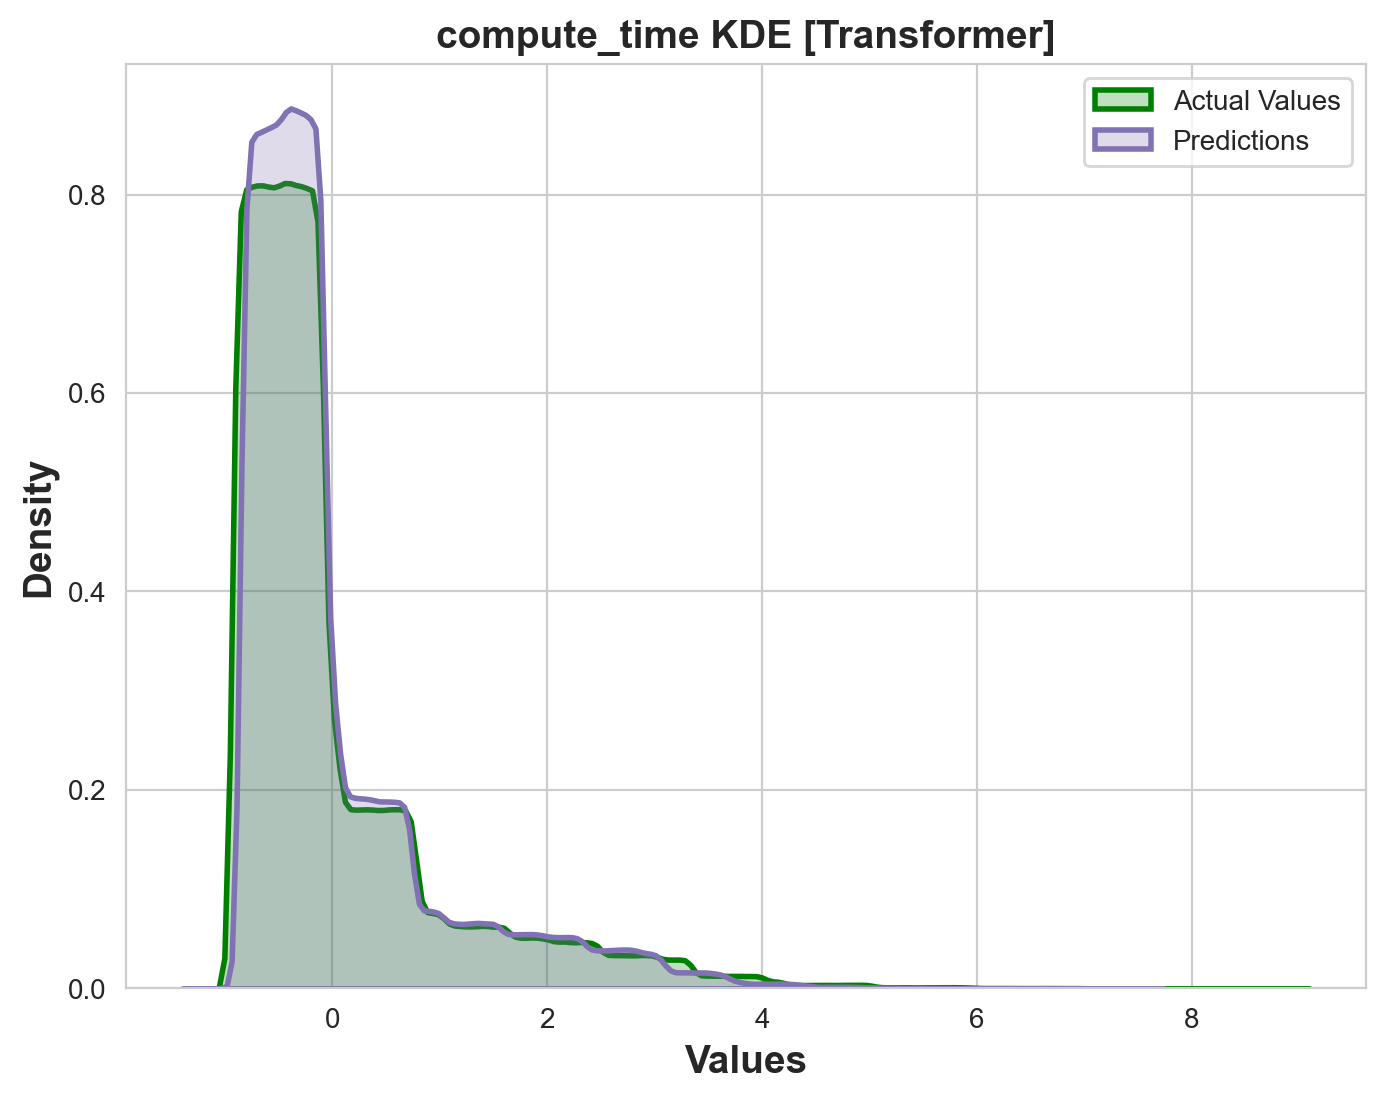 compute_time KDE [Transformer]
Actual Values
Predictions
Density
0.8
0.6
0.4
0.2
0.0
0
2
4
6
8
Values